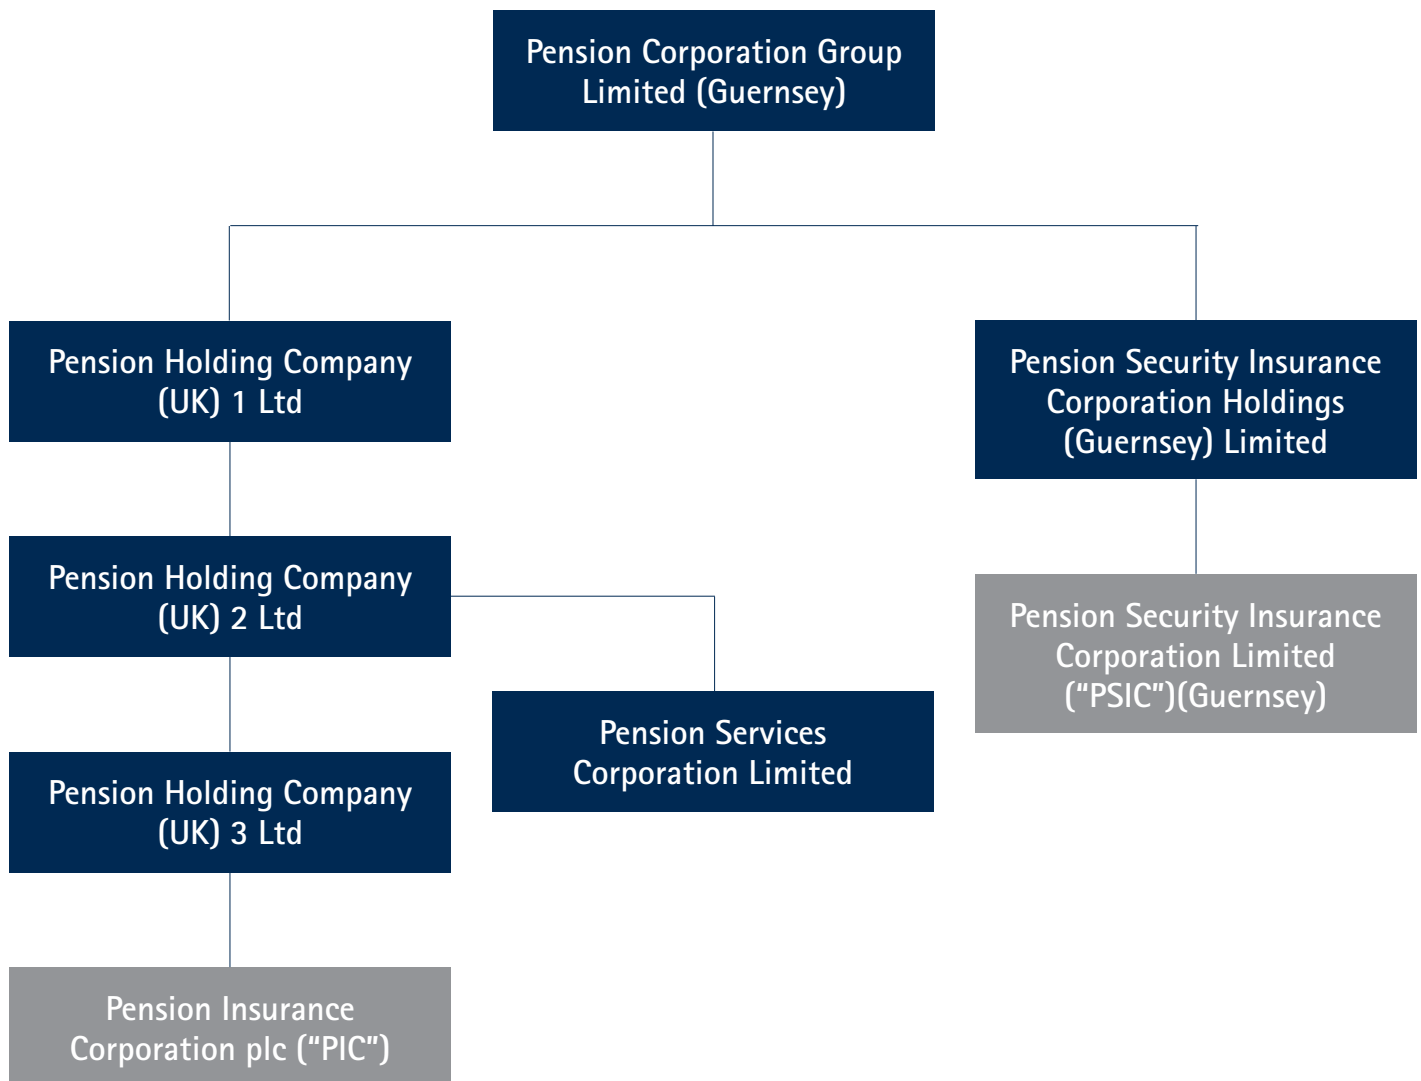 Pension Corporation Group
Limited (Guernsey)
Pension Holding Company
(UK) 1 Ltd
Pension Security Insurance
Corporation Holdings
(Guernsey) Limited
Pension Holding Company
(UK) 2 Ltd
Pension Security Insurance
Corporation Limited
(“PSIC”)(Guernsey)
Pension Services
Corporation Limited
Pension Holding Company
(UK) 3 Ltd
Pension Insurance
Corporation plc (“PIC”)